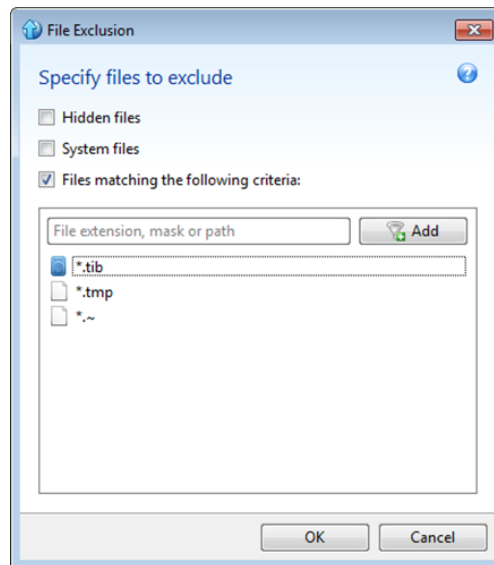 File Exclusion
Specify files to exclude
Hidden files
System files
Files matching the following criteria:
File extension, mask or path
Add
*.tib
*.tmp
*.~
OK Cancel